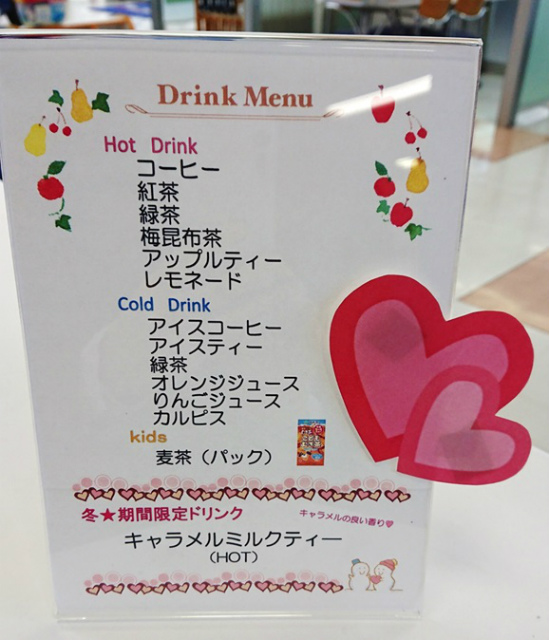 Drink Menu
Hot Drink
コーヒー
紅茶
緑茶
梅昆布茶
アップルティー
レモネード
Cold Drink
アイスコーヒー
アイスティー
緑茶
オレンジジュース
りんごジュース
カルピス
kids
麦茶（パック）
冬★期間限定ドリンク
キャラメルの良い香り♥
キャラメルミルクティー
(HOT)